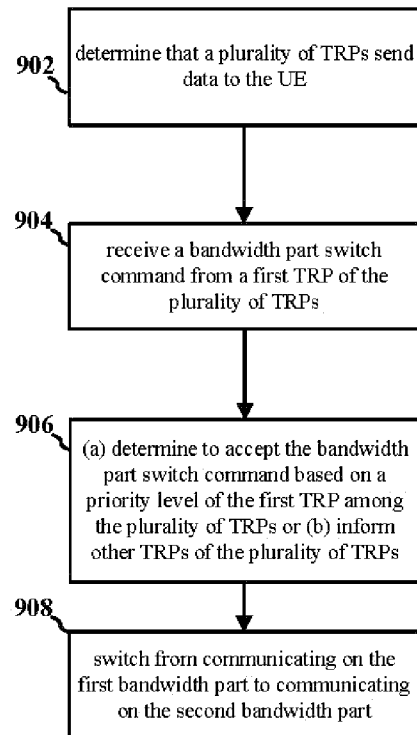 902
determine that a plurality of TRPs send
data to the UE
904
receive a bandwidth part switch
command from a first TRP of the
plurality of TRPs
906
(a) determine to accept the bandwidth
part switch command based on a
priority level of the first TRP among
the plurality of TRPs or (b) inform
other TRPs of the plurality of TRPs
908
switch from communicating on the
first bandwidth part to communicating
on the second bandwidth part